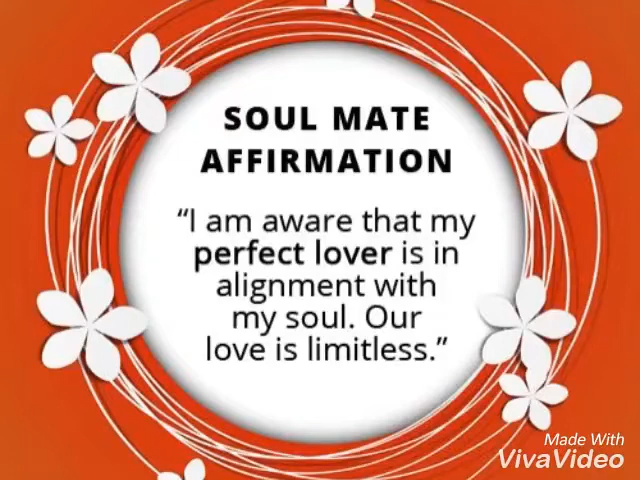 SOUL MATE
AFFIRMATION
“I am aware that my
perfect lover is in
alignment with
my soul. Our
love is limitless.”
Made With
VivaVideo